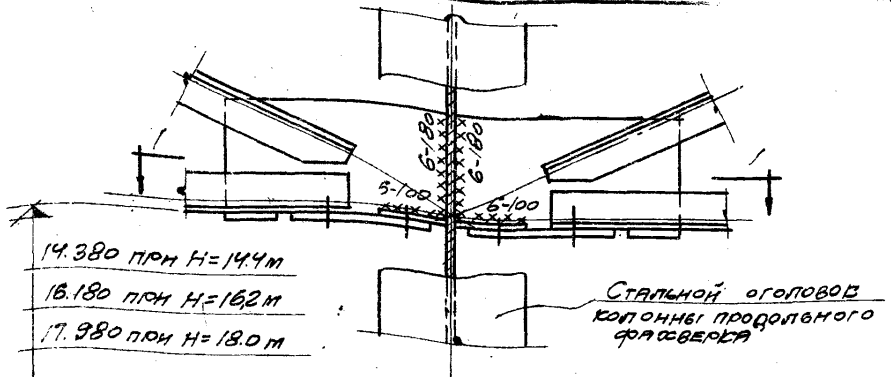 6-180
6-180
6-100
6-100
14.380 при H=14.4м
16.180 при H=16,2м
17.980 при H=18.0м
Стальной оголовок
колонны продольного
фахверка